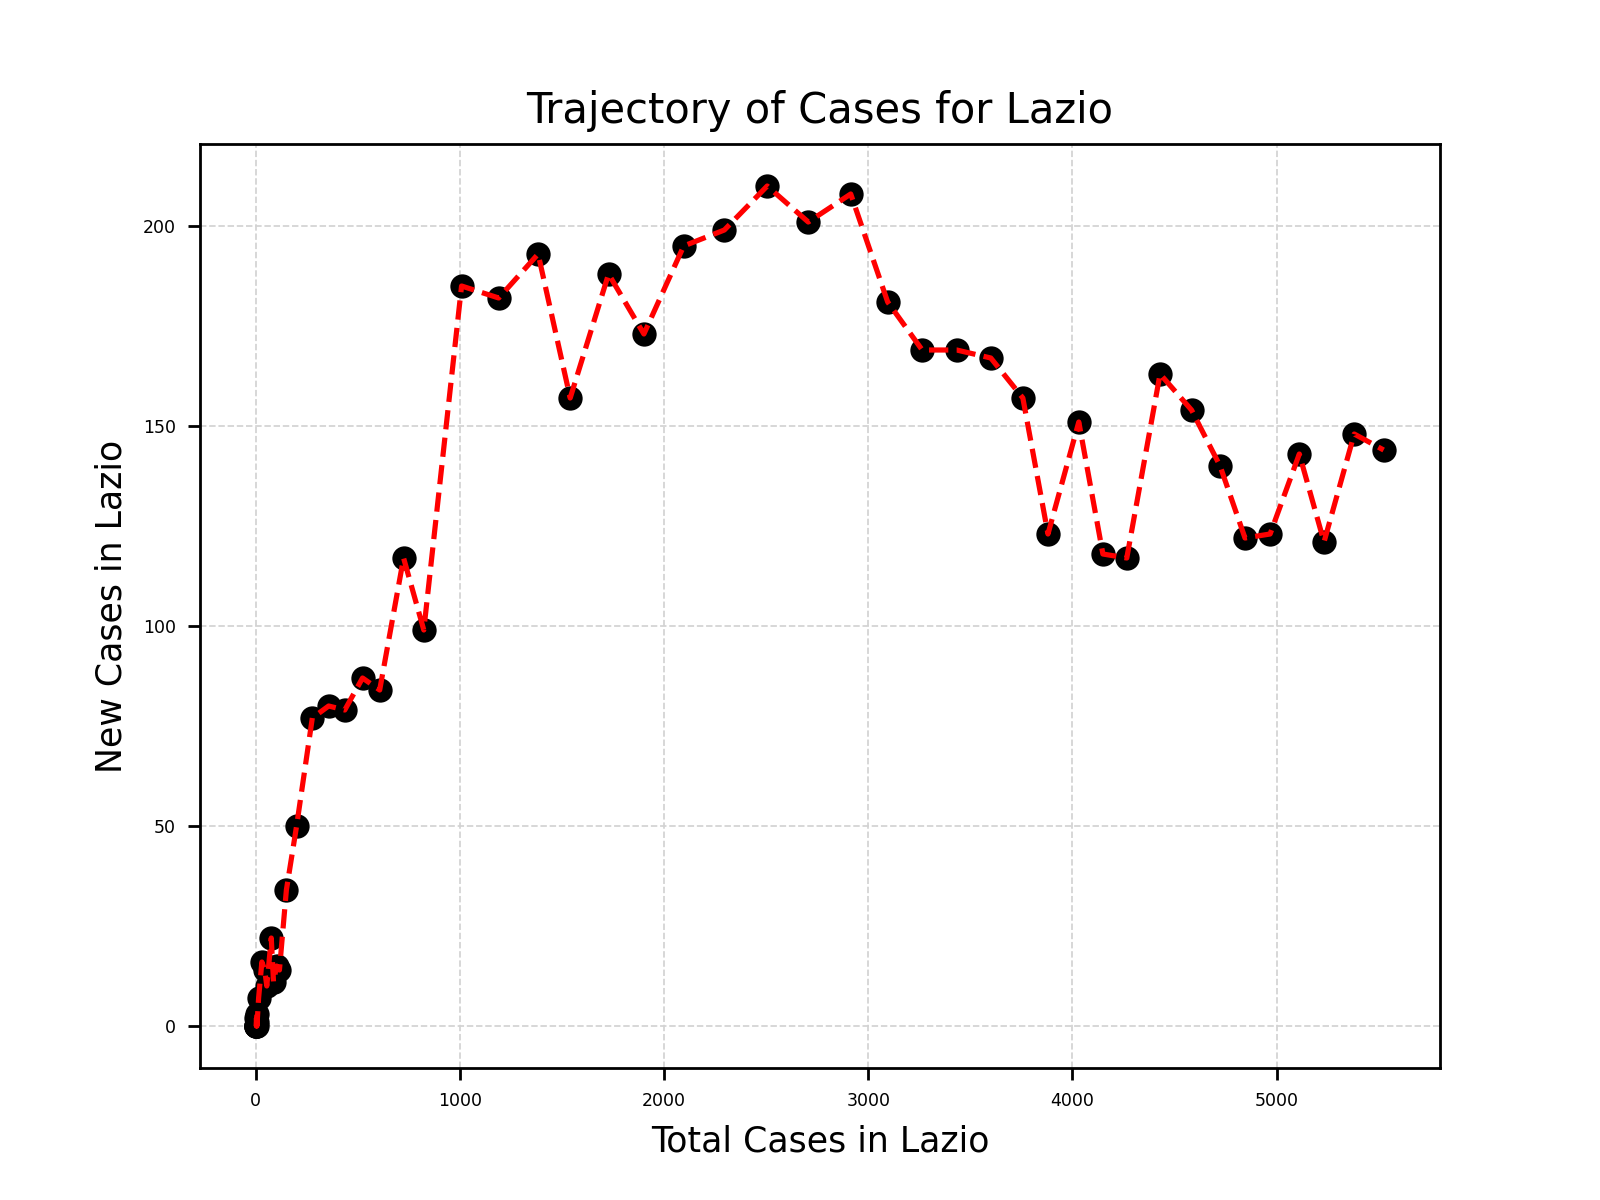 Trajectory of Cases for Lazio
New Cases in Lazio
200
150
100
50
0
0 1000 2000 3000 4000 5000
Total Cases in Lazio